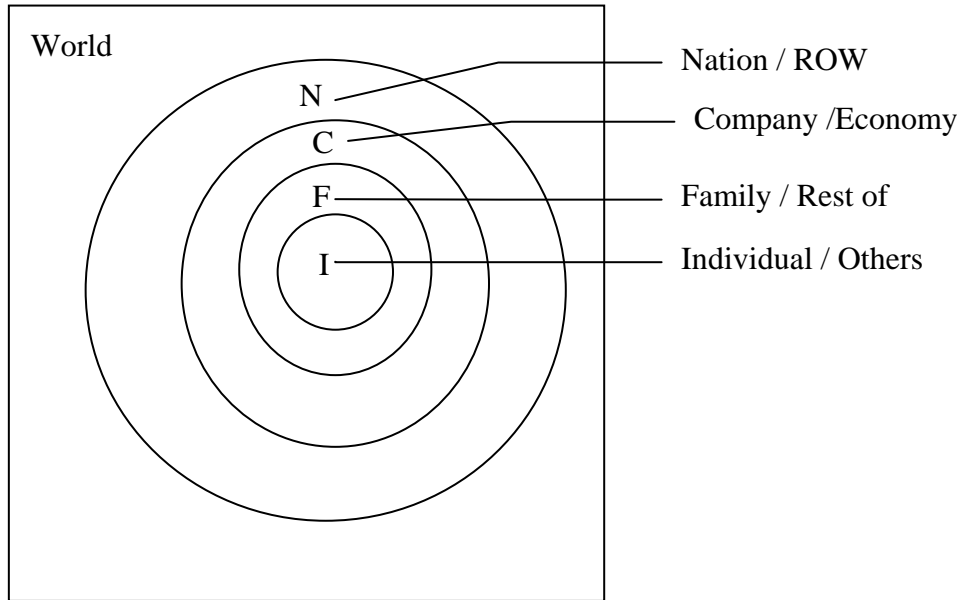 World
N
C
F
I
Nation / ROW
Company /Economy
Family / Rest of
Individual / Others